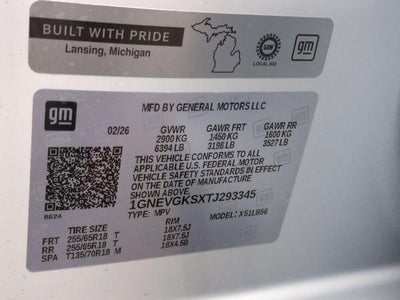 BUILT WITH PRIDE
Lansing, Michigan
UAW
LOCAL 602
gm
gm
MFD BY GENERAL MOTORS LLC
02/26 GVWR GAWR FRT GAWR RR
2900 KG 1450 KG 1600 KG
6394 LB 3196 LB 3527 LB
THIS VEHICLE CONFORMS TO ALL
APPLICABLE U.S. FEDERAL MOTOR
VEHICLE SAFETY STANDARDS IN EFFECT
ON THE DATE OF MANUFACTURE
SHOWN ABOVE.
1GNEVGKSXTJ293345
8624
TYPE: MPV MODEL: X51LB56
TIRE SIZE RIM
FRT 255/65R18 T 18X7.5J
RR 255/65R18 T 18X7.5J
SPA T135/70R18 M 18X4.5B